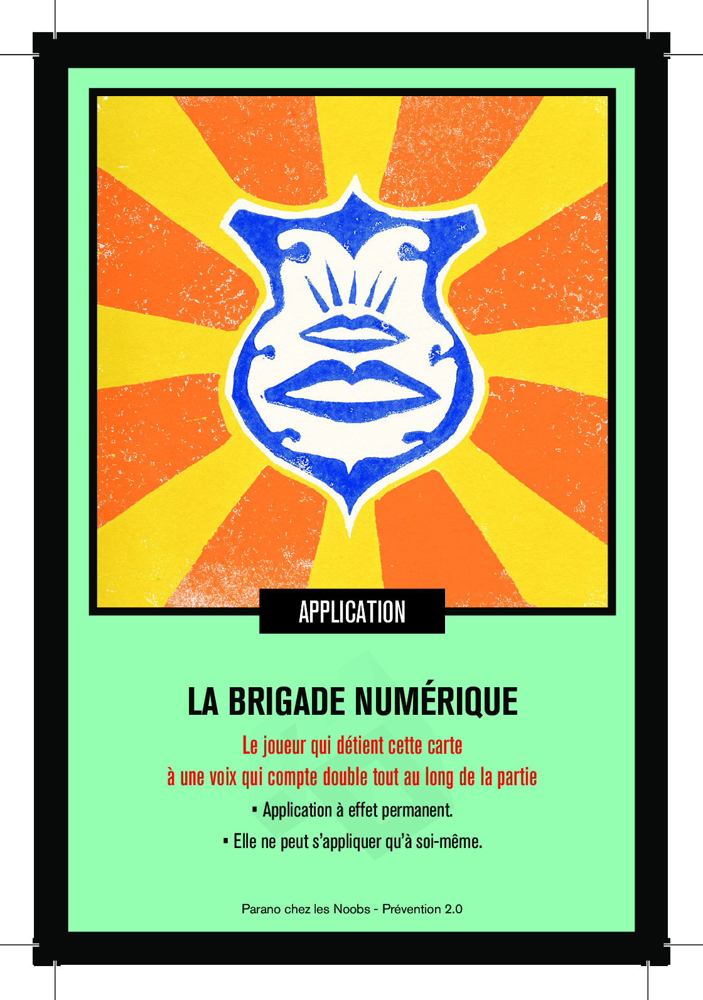 APPLICATION
LA BRIGADE NUMÉRIQUE
Le joueur qui détient cette carte
à une voix qui compte double tout au long de la partie
▪ Application à effet permanent.
▪ Elle ne peut s’appliquer qu’à soi-même.
Parano chez les Noobs - Prévention 2.0